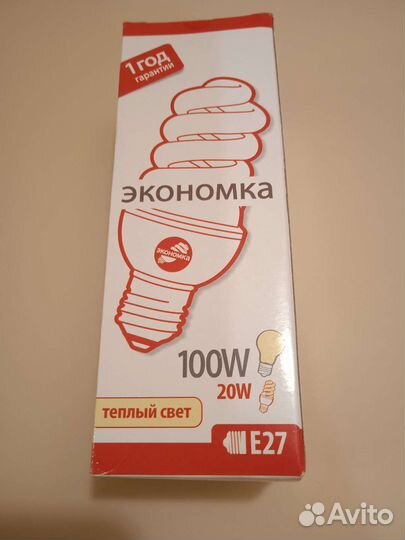 1 ГОД
гарантии
ЭКОНОМКА
ЭКОНОМКА
100W
20W
теплый свет
E27
Avito